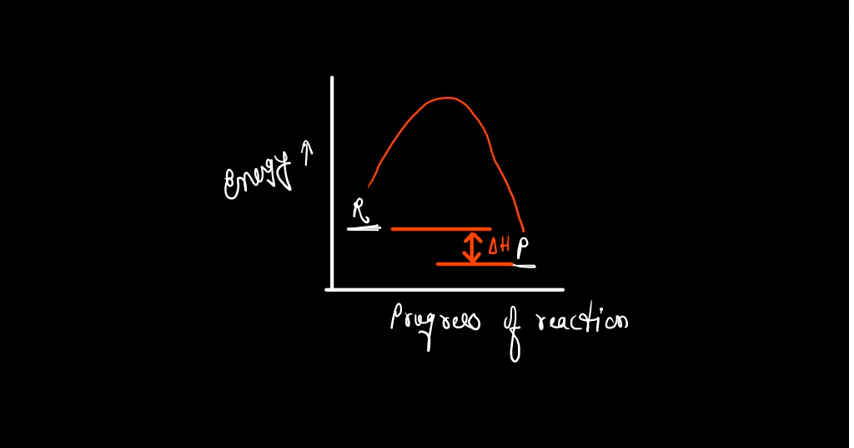 Energy ↑
R
ΔH
P
Progress of reaction